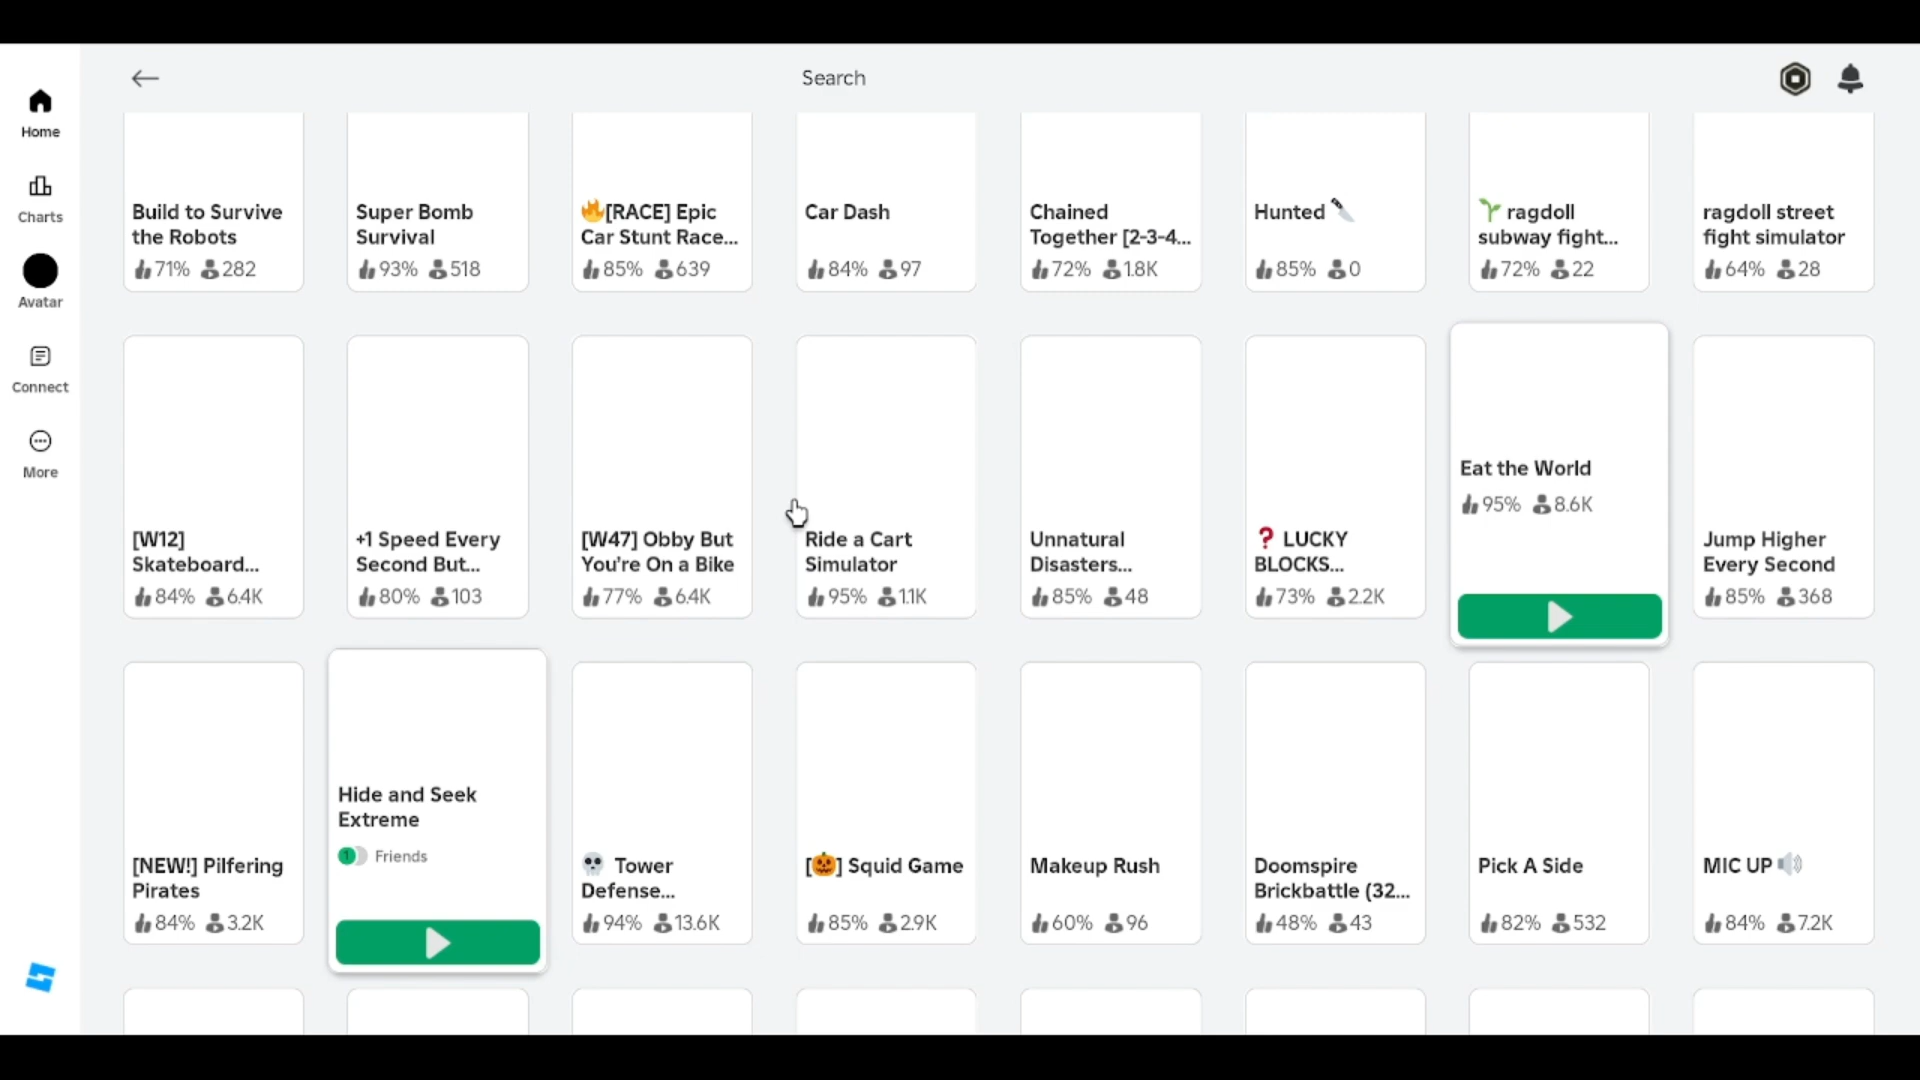 Search
Home
Charts
Avatar
Connect
More
Build to Survive
the Robots
71% 282
Super Bomb
Survival
93% 518
🔥[RACE] Epic
Car Stunt Race...
85% 639
Car Dash
84% 97
Chained
Together [2-3-4...
72% 1.8K
Hunted 🔪
85% 0
🌱 ragdoll
subway fight...
72% 22
ragdoll street
fight simulator
64% 28
[W12]
Skateboard...
84% 6.4K
+1 Speed Every
Second But...
80% 103
[W47] Obby But
You're On a Bike
77% 6.4K
Ride a Cart
Simulator
95% 1.1K
Unnatural
Disasters...
85% 48
❓ LUCKY
BLOCKS...
73% 2.2K
Eat the World
95% 8.6K
Jump Higher
Every Second
85% 368
[NEW!] Pilfering
Pirates
84% 3.2K
Hide and Seek
Extreme
1 Friends
💀 Tower
Defense...
94% 13.6K
[🎃] Squid Game
85% 2.9K
Makeup Rush
60% 96
Doomspire
Brickbattle (32...
48% 43
Pick A Side
82% 532
MIC UP 🔊
84% 7.2K